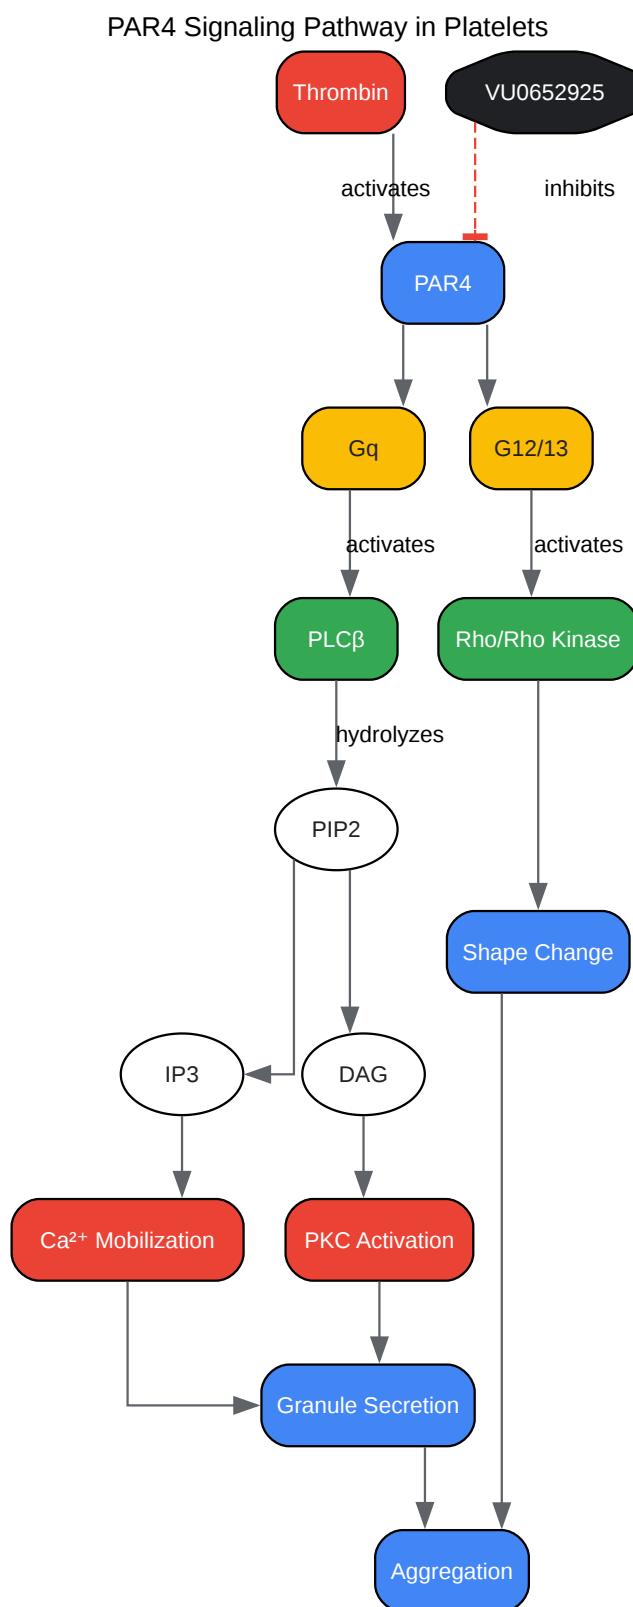 PAR4 Signaling Pathway in Platelets
Thrombin
VU0652925
activates
inhibits
PAR4
Gq
G12/13
activates
activates
PLCβ
Rho/Rho Kinase
hydrolyzes
PIP2
Shape Change
IP3
DAG
Ca²⁺ Mobilization
PKC Activation
Granule Secretion
Aggregation